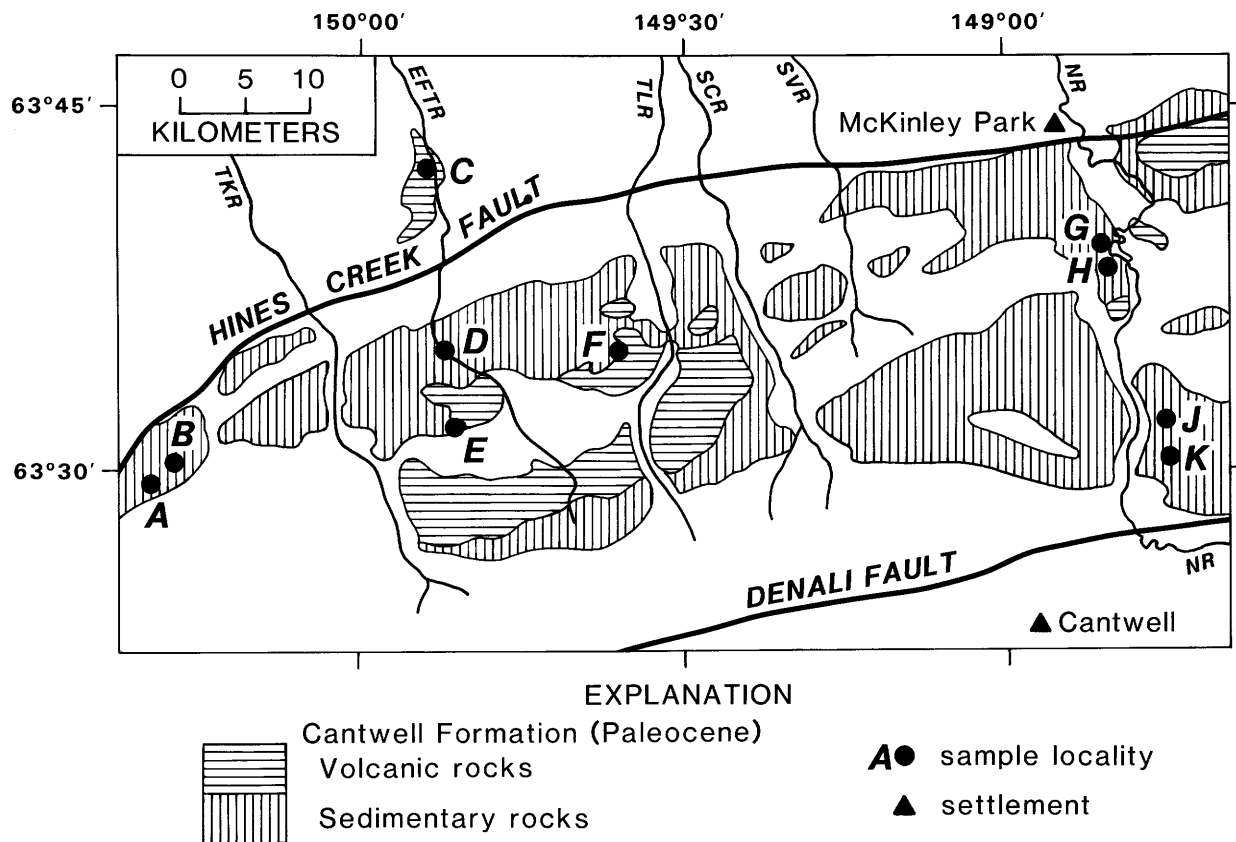 150°00' 149°30' 149°00'
63°45'
63°30'
0 5 10
KILOMETERS
TKR
EFTR
TLR
SCR
SVR
NR
McKinley Park
C
HINES CREEK FAULT
G
H
D
F
E
B
A
J
K
DENALI FAULT
NR
Cantwell
EXPLANATION
Cantwell Formation (Paleocene)
Volcanic rocks
Sedimentary rocks
A sample locality
settlement